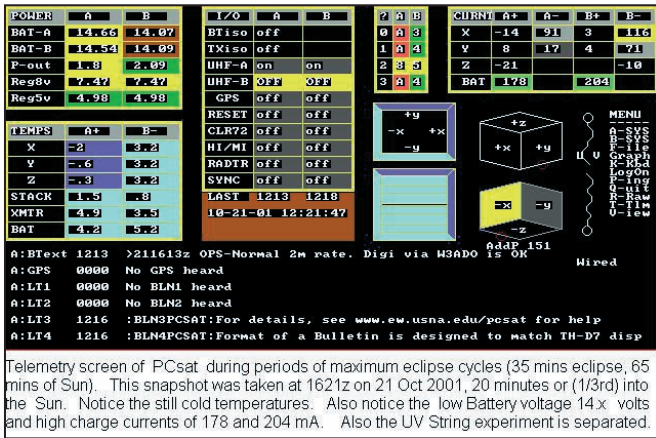 POWER A B
BAT-A 14.66 14.07
BAT-B 14.54 14.09
P-out 1.8 2.09
Reg8v 7.47 7.47
Reg5v 4.98 4.98
TEMPS A+ B-
X -2 3.2
Y -.6 3.2
Z -.3 3.2
STACK 1.5 .8
XMTR 4.9 3.5
BAT 4.2 5.2
I/O A B
BTiso off
TXiso off
UHF-A on on
UHF-B OFF OFF
GPS off off
RESET off off
CLR72 off off
HI/MI off off
RADTR off off
SYNC off off
LAST 1213 1218
10-21-01 12:21:47
? A B
0 A 3
1 A 4
2 8 5
3 A 4
CURNT A+ A- B+ B-
X -14 91 3 116
Y 8 17 4 71
Z -21 -10
BAT 178 204
+y
-x +x
-y
+z
+x +y
-x -y
AddP 151
U V
Wired
MENU
A-SYS
B-SYS
F-ile
Graph
K-Kbd
LogOn
P-ing
Q-uit
R-Raw
T-Tlm
V-iew
A:BText 1213 >211613z OPS-Normal 2m rate. Digi via W3ADO is OK
A:GPS 0000 No GPS heard
A:LT1 0000 No BLN1 heard
A:LT2 0000 No BLN2 heard
A:LT3 1216 :BLN3PCSAT:For details, see www.ew.usna.edu/pcsat for help
A:LT4 1216 :BLN4PCSAT:Format of a Bulletin is designed to match TH-D7 disp
Telemetry screen of PCsat during periods of maximum eclipse cycles (35 mins eclipse, 65
mins of Sun). This snapshot was taken at 1621z on 21 Oct 2001, 20 minutes or (1/3rd) into
the Sun. Notice the still cold temperatures. Also notice the low Battery voltage 14.x volts
and high charge currents of 178 and 204 mA. Also the UV String experiment is separated.